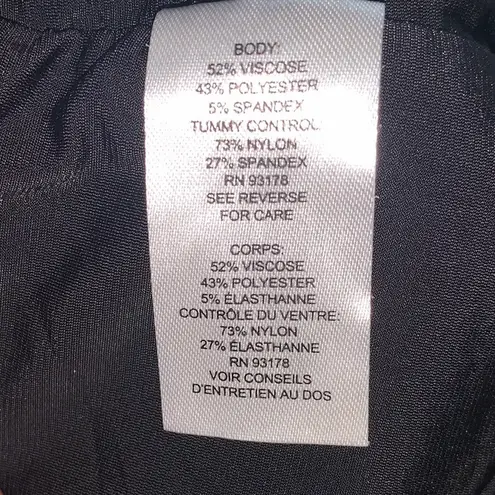 BODY:
52% VISCOSE
43% POLYESTER
5% SPANDEX
TUMMY CONTROL
73% NYLON
27% SPANDEX
RN 93178
SEE REVERSE
FOR CARE
CORPS:
52% VISCOSE
43% POLYESTER
5% ÉLASTHANNE
CONTRÔLE DU VENTRE:
73% NYLON
27% ÉLASTHANNE
RN 93178
VOIR CONSEILS
D'ENTRETIEN AU DOS